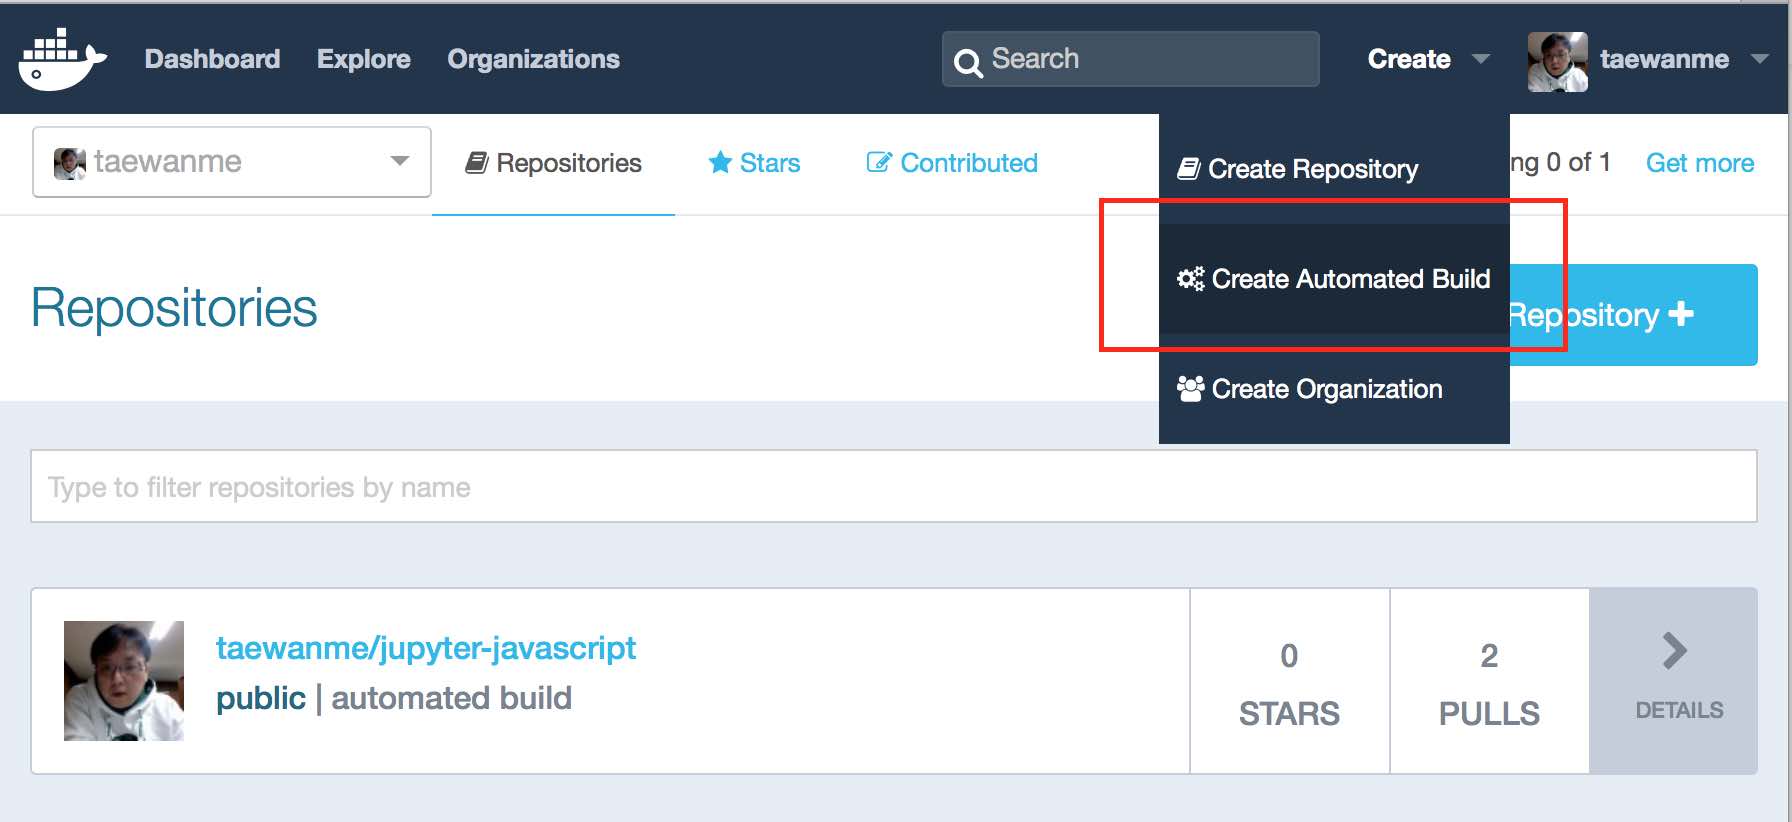 Dashboard Explore Organizations Search Create taewanme
taewanme Repositories Stars Contributed 0 of 1 Get more
Create Repository
Create Automated Build
Create Organization
Repositories
Repository
Type to filter repositories by name
taewanme/jupyter-javascript
public | automated build
0
STARS
2
PULLS
DETAILS